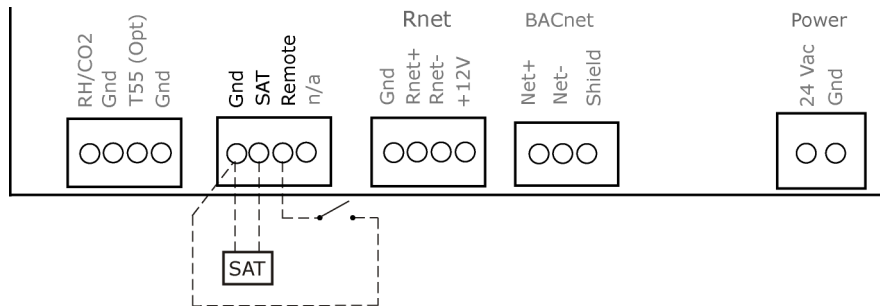 Rnet
BACnet
Power
RH/CO2
Gnd
T55 (Opt)
Gnd
Gnd
SAT
Remote
n/a
Gnd
Rnet+
Rnet-
+12V
Net+
Net-
Shield
24 Vac
Gnd
SAT